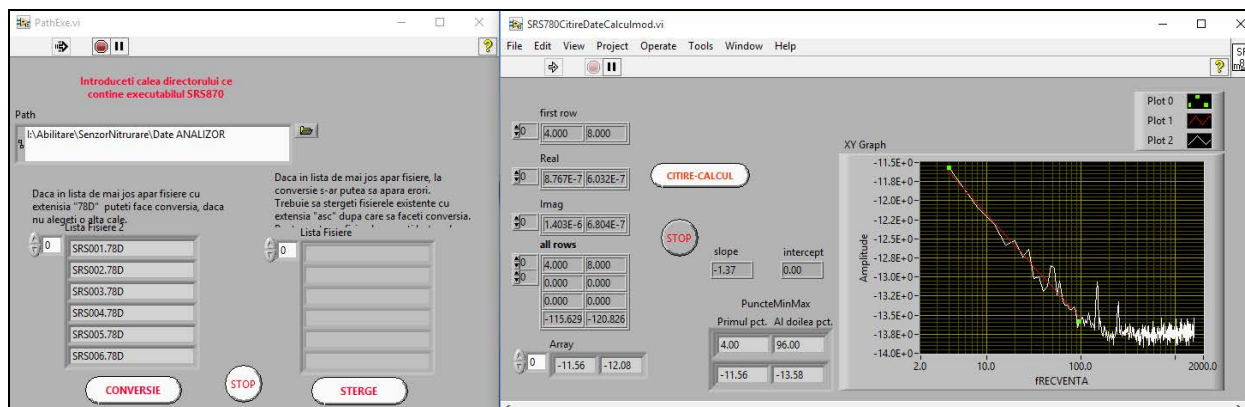 PathExe.vi
Introduceti calea directorului ce
contine executabilul SRS870
Path
I:\Abilitare\SenzorNitrurare\Date ANALIZOR
Daca in lista de mai jos apar fisiere cu
extenisia "78D" puteti face conversia, daca
nu alegeti o alta cale.
Lista Fisiere 2
0
SRS001.78D
SRS002.78D
SRS003.78D
SRS004.78D
SRS005.78D
SRS006.78D
CONVERSIE
STOP
Daca in lista de mai jos apar fisiere, la
conversie s-ar putea sa apara erori.
Trebuie sa stergeti fisierele existente cu
extensia "asc" dupa care sa faceti conversia.
Lista Fisiere
0
STERGE
SRS780CitireDateCalculmod.vi
File Edit View Project Operate Tools Window Help
first row
0 4.000 8.000
Real
0 8.767E-7 6.032E-7
Imag
0 1.403E-6 6.804E-7
all rows
0 4.000 8.000
0 0.000 0.000
0.000 0.000
-115.629 -120.826
Array
0 -11.56 -12.08
CITIRE-CALCUL
STOP
slope intercept
-1.37 0.00
PuncteMinMax
Primul pct. Al doilea pct.
4.00 96.00
-11.56 -13.58
Plot 0
Plot 1
Plot 2
XY Graph
Amplitude
-11.5E+0
-11.8E+0
-12.0E+0
-12.2E+0
-12.5E+0
-12.8E+0
-13.0E+0
-13.2E+0
-13.5E+0
-13.8E+0
-14.0E+0
2.0 10.0 100.0 2000.0
fRECVENTA